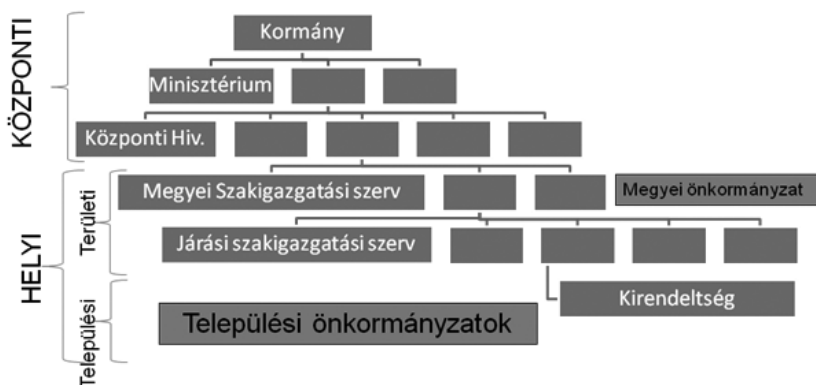 KÖZPONTI
Kormány
Minisztérium
Központi Hiv.
HELYI
Területi
Megyei Szakigazgatási szerv
Megyei önkormányzat
Járási szakigazgatási szerv
Kirendeltség
Települési
Települési önkormányzatok